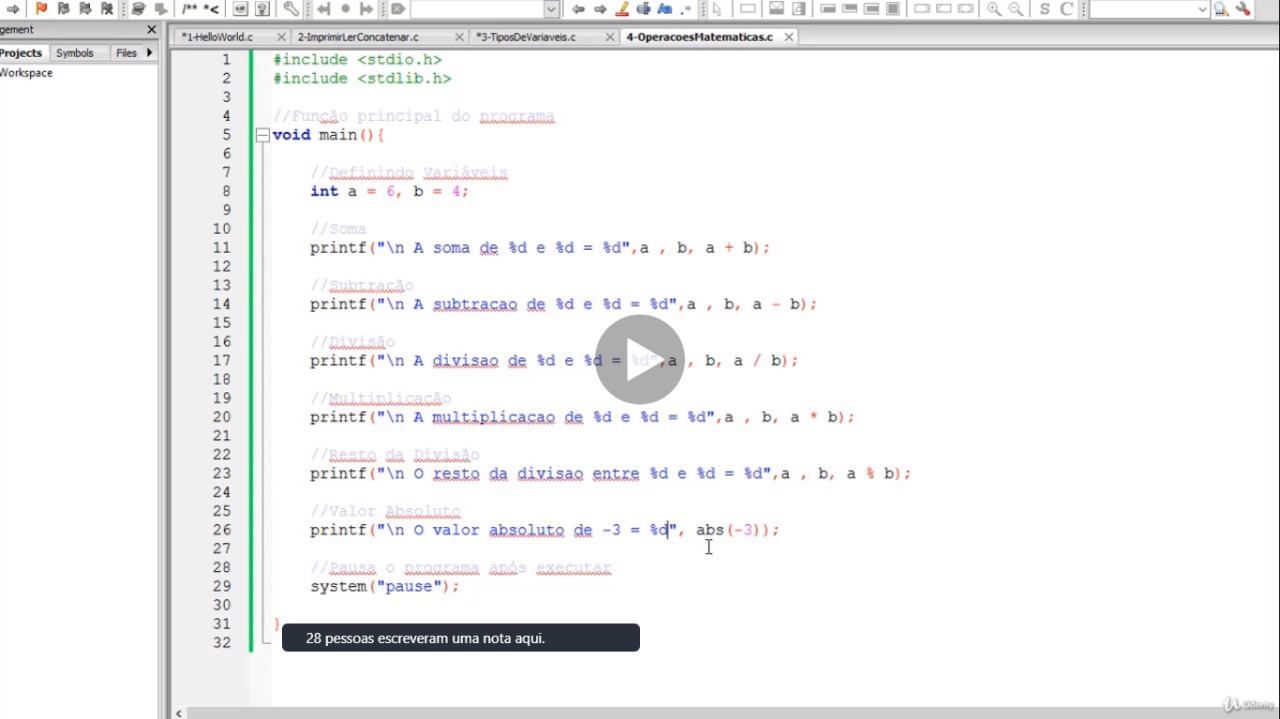 gement
*1-HelloWorld.c
2-ImprimirLerConcatenar.c
*3-TiposDeVariaveis.c
4-OperacoesMatematicas.c
Projects Symbols Files
Workspace
1 #include <stdio.h>
2 #include <stdlib.h>
3
4 //Função principal do programa
5 void main(){
6
7 //Definindo Variáveis
8 int a = 6, b = 4;
9
10 //Soma
11 printf("\n A soma de %d e %d = %d",a , b, a + b);
12
13 //Subtração
14 printf("\n A subtracao de %d e %d = %d",a , b, a - b);
15
16 //Divisão
17 printf("\n A divisao de %d e %d = %d",a , b, a / b);
18
19 //Multiplicação
20 printf("\n A multiplicacao de %d e %d = %d",a , b, a * b);
21
22 //Resto da Divisão
23 printf("\n O resto da divisao entre %d e %d = %d",a , b, a % b);
24
25 //Valor Absoluto
26 printf("\n O valor absoluto de -3 = %d", abs(-3));
27
28 //Pausa o programa após executar
29 system("pause");
30
31 }
32
28 pessoas escreveram uma nota aqui.
Udemy